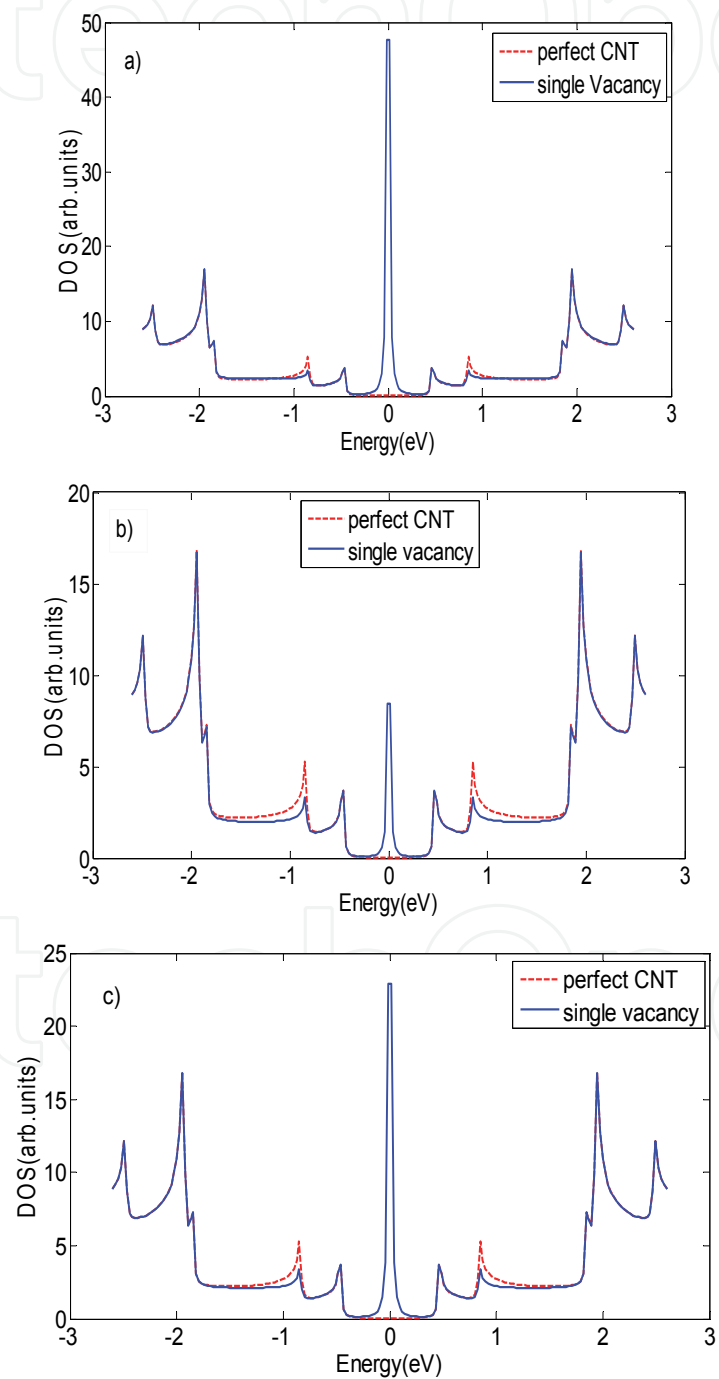 a)
perfect CNT
single Vacancy
50
40
30
20
10
0
DOS(arb.units)
-3 -2 -1 0 1 2 3
Energy(eV)
b)
perfect CNT
single vacancy
20
15
10
5
0
DOS(arb.units)
-3 -2 -1 0 1 2 3
Energy(eV)
c)
perfect CNT
single vacancy
25
20
15
10
5
0
DOS(arb.units)
-3 -2 -1 0 1 2 3
Energy(eV)